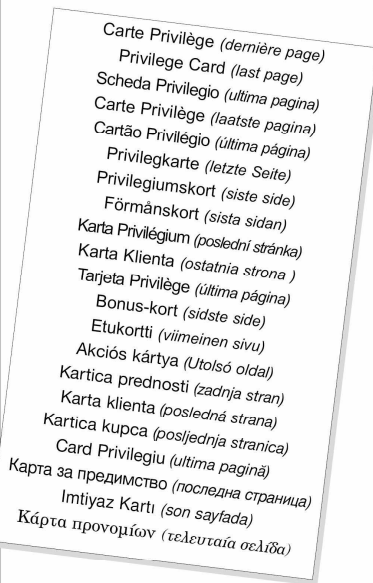 Carte Privilège (dernière page)
Privilege Card (last page)
Scheda Privilegio (ultima pagina)
Carte Privilège (laatste pagina)
Cartão Privilégio (última página)
Privilegkarte (letzte Seite)
Privilegiumskort (siste side)
Förmånskort (sista sidan)
Karta Privilégium (poslední stránka)
Karta Klienta (ostatnia strona )
Tarjeta Privilège (última página)
Bonus-kort (sidste side)
Etukortti (viimeinen sivu)
Akciós kártya (Utolsó oldal)
Kartica prednosti (zadnja stran)
Karta klienta (posledná strana)
Kartica kupca (posljednja stranica)
Card Privilegiu (ultima pagină)
Карта за предимство (последна страница)
Imtiyaz Kartı (son sayfada)
Κάρτα προνομίων (τελευταία σελίδα)